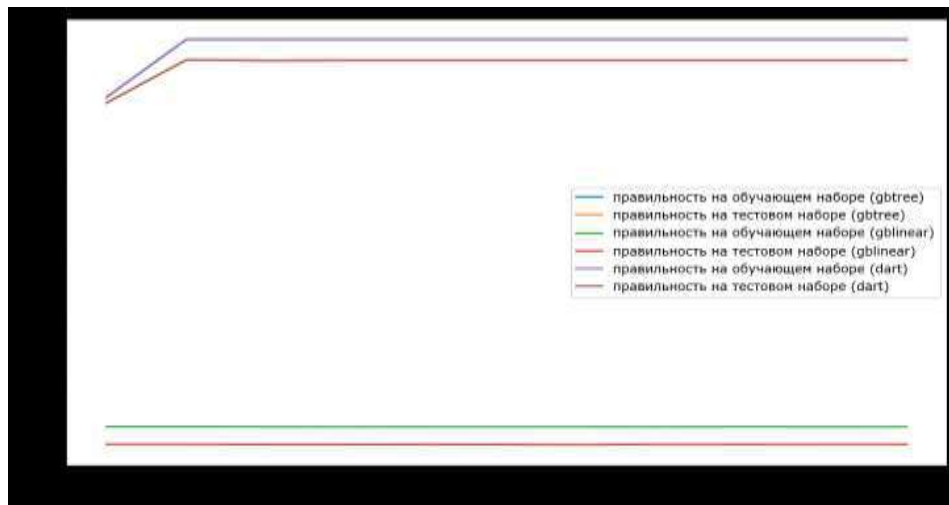 правильность на обучающем наборе (gbtree)
правильность на тестовом наборе (gbtree)
правильность на обучающем наборе (gblinear)
правильность на тестовом наборе (gblinear)
правильность на обучающем наборе (dart)
правильность на тестовом наборе (dart)